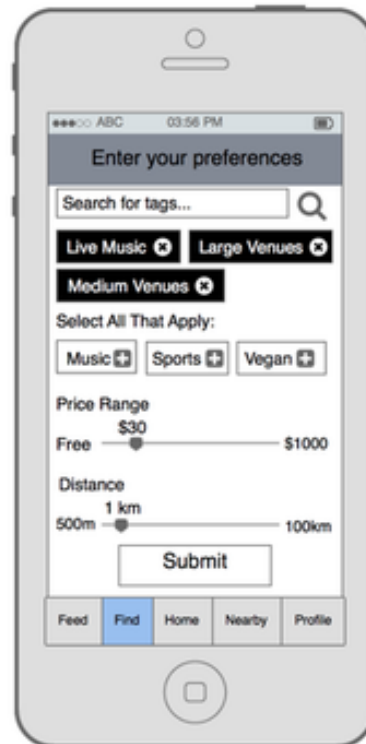 ABC 03:56 PM
Enter your preferences
Search for tags...
Live Music Large Venues
Medium Venues
Select All That Apply:
Music Sports Vegan
Price Range
$30
Free $1000
Distance
1 km
500m 100km
Submit
Feed Find Home Nearby Profile